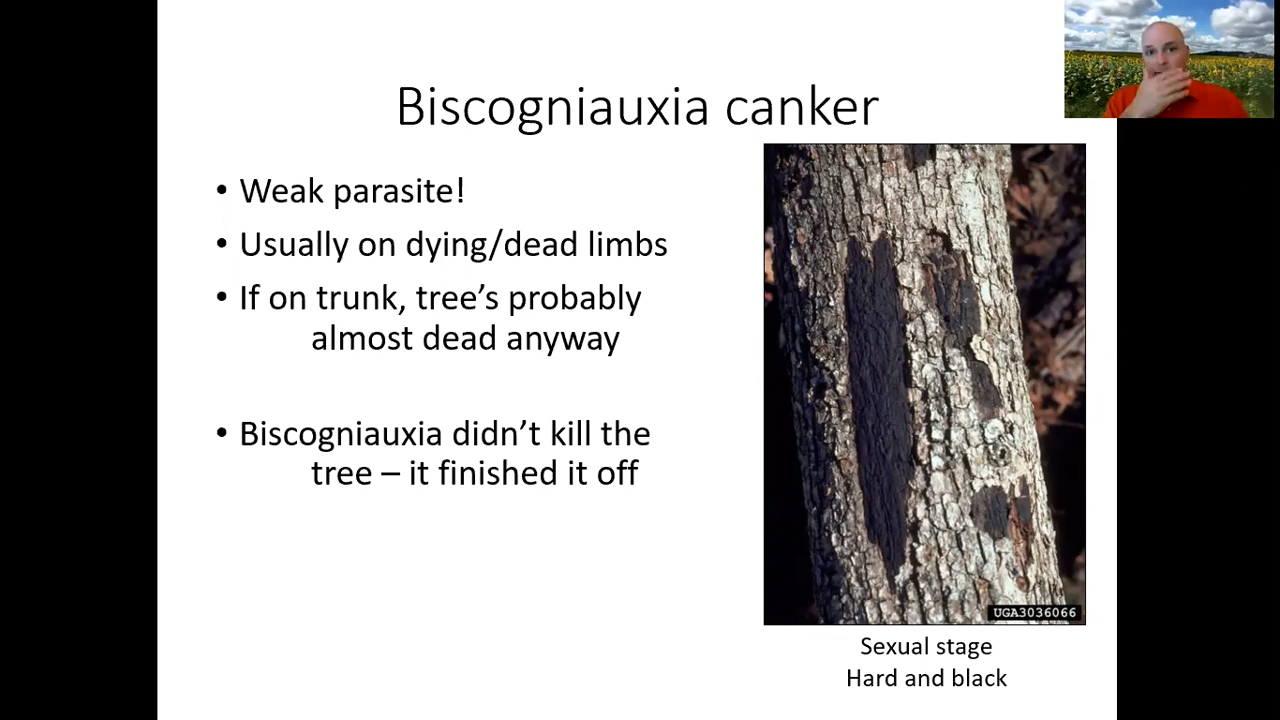 Biscogniauxia canker
• Weak parasite!
• Usually on dying/dead limbs
• If on trunk, tree’s probably
almost dead anyway
• Biscogniauxia didn’t kill the
tree – it finished it off
UGA3036066
Sexual stage
Hard and black